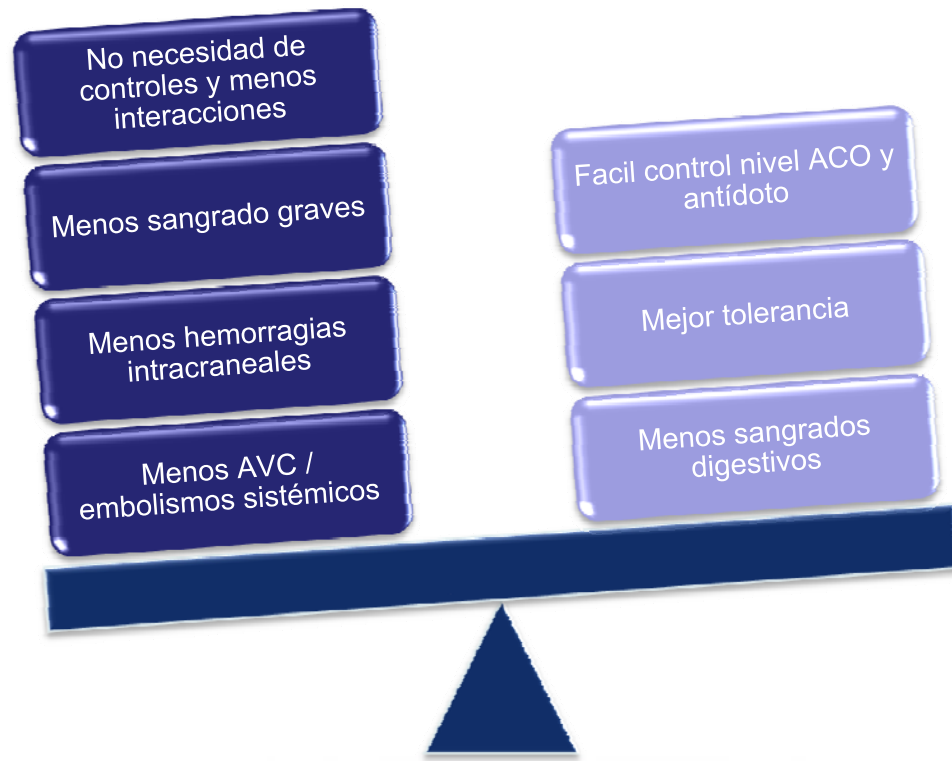 No necesidad de
controles y menos
interacciones
Menos sangrado graves
Menos hemorragias
intracraneales
Menos AVC /
embolismos sistémicos
Facil control nivel ACO y
antídoto
Mejor tolerancia
Menos sangrados
digestivos